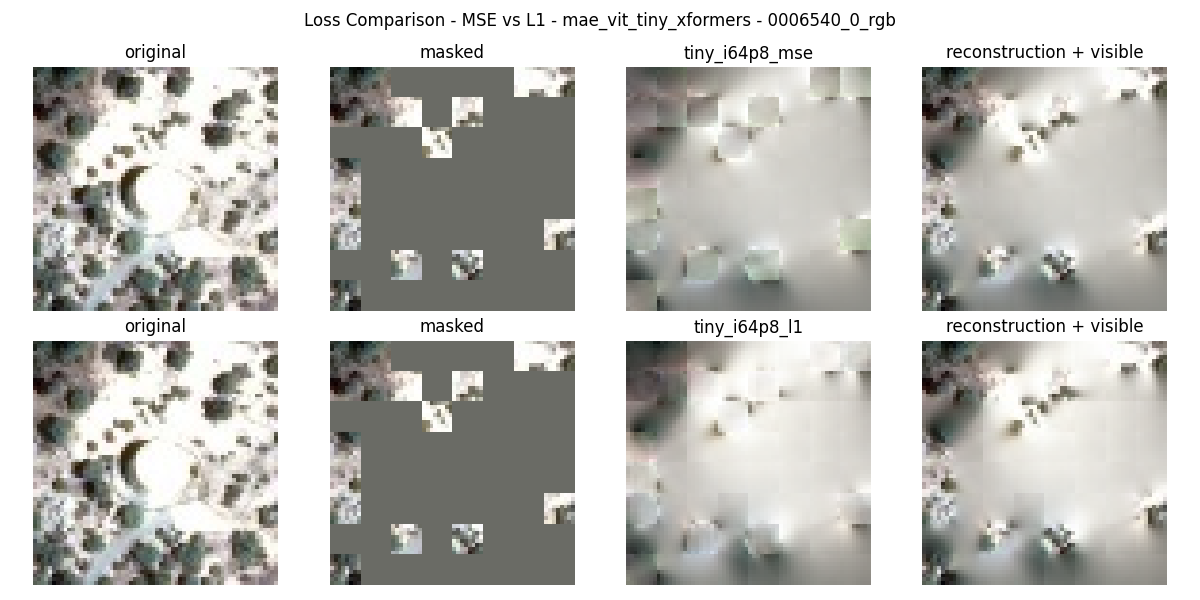 Loss Comparison - MSE vs L1 - mae_vit_tiny_xformers - 0006540_0_rgb
original masked tiny_i64p8_mse reconstruction + visible
original masked tiny_i64p8_l1 reconstruction + visible